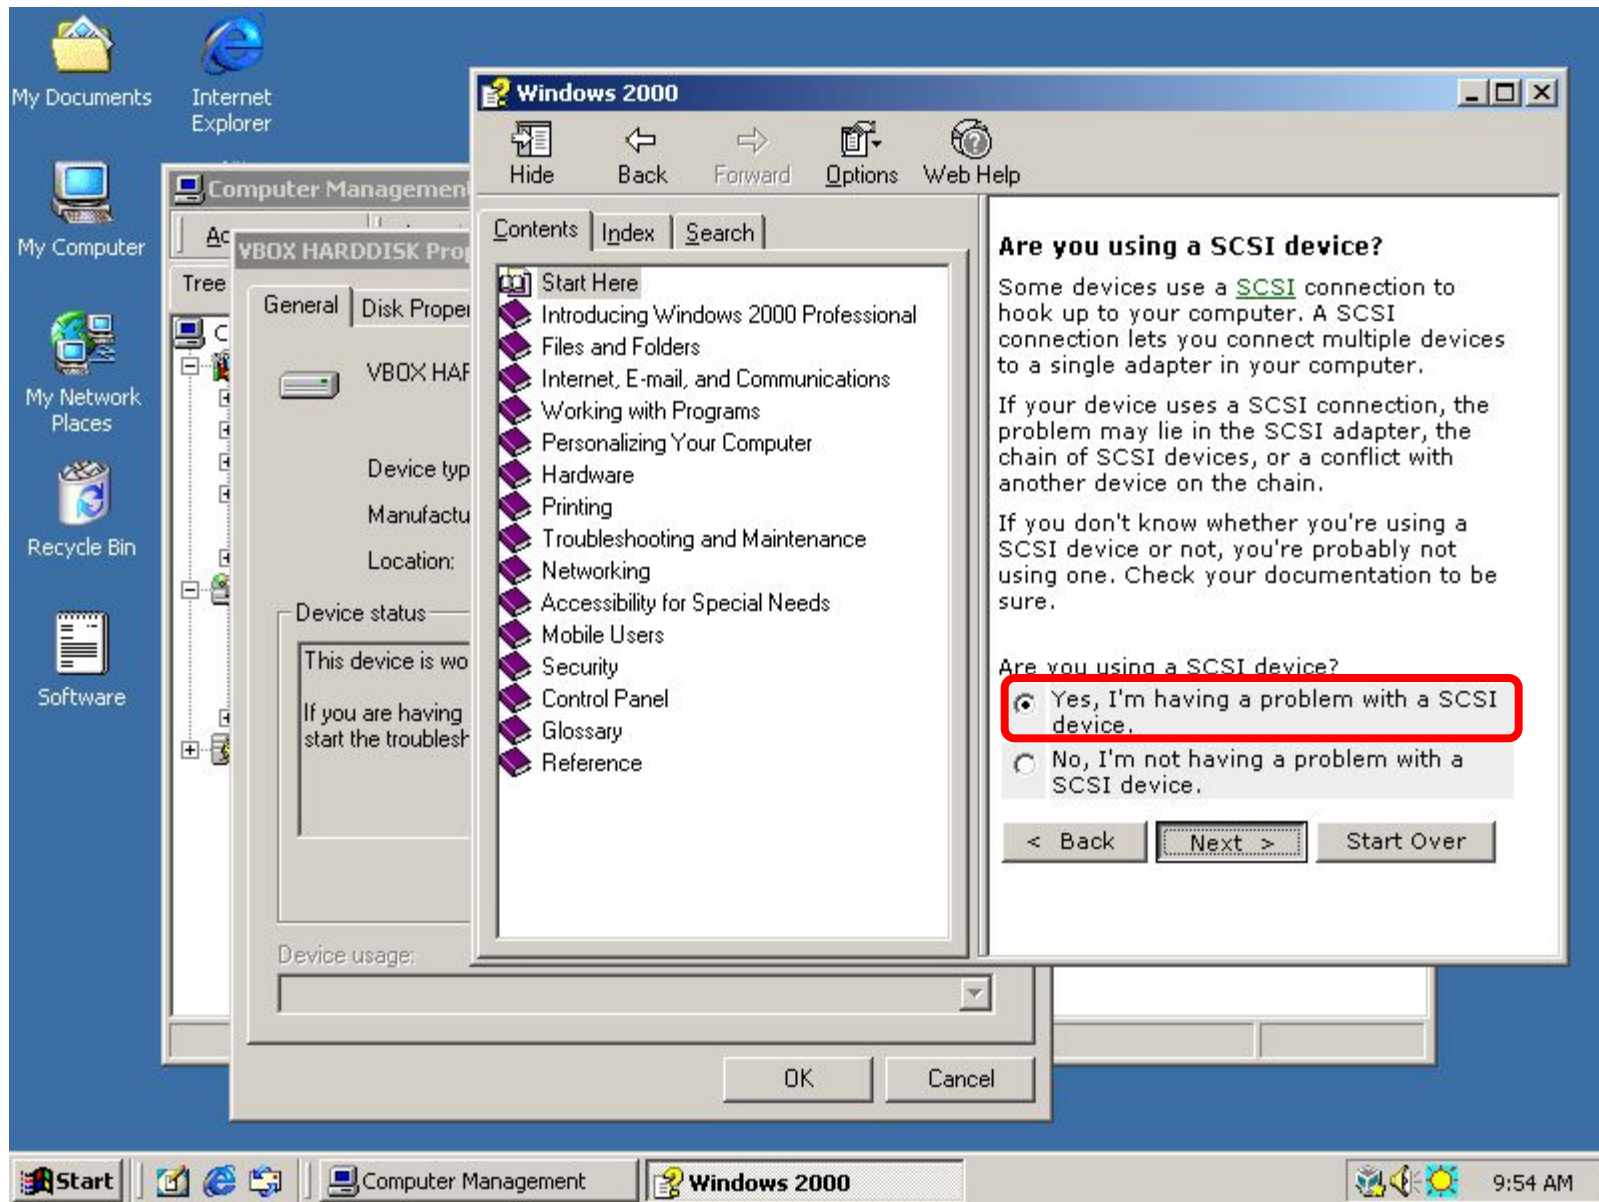 My Documents
Internet
Explorer
My Computer
My Network
Places
Recycle Bin
Software
Computer Management
Tree
VBOX HARDDISK Pro
General
Disk Proper
VBOX HAR
Device typ
Manufactu
Location:
Device status
This device is wo
If you are having
start the troublesh
Device usage:
OK
Cancel
Windows 2000
Hide
Back
Forward
Options
Web Help
Contents
Index
Search
Start Here
Introducing Windows 2000 Professional
Files and Folders
Internet, E-mail, and Communications
Working with Programs
Personalizing Your Computer
Hardware
Printing
Troubleshooting and Maintenance
Networking
Accessibility for Special Needs
Mobile Users
Security
Control Panel
Glossary
Reference
Are you using a SCSI device?
Some devices use a SCSI connection to
hook up to your computer. A SCSI
connection lets you connect multiple devices
to a single adapter in your computer.
If your device uses a SCSI connection, the
problem may lie in the SCSI adapter, the
chain of SCSI devices, or a conflict with
another device on the chain.
If you don't know whether you're using a
SCSI device or not, you're probably not
using one. Check your documentation to be
sure.
Are you using a SCSI device?
Yes, I'm having a problem with a SCSI
device.
No, I'm not having a problem with a
SCSI device.
< Back
Next >
Start Over
Start
Computer Management
Windows 2000
9:54 AM